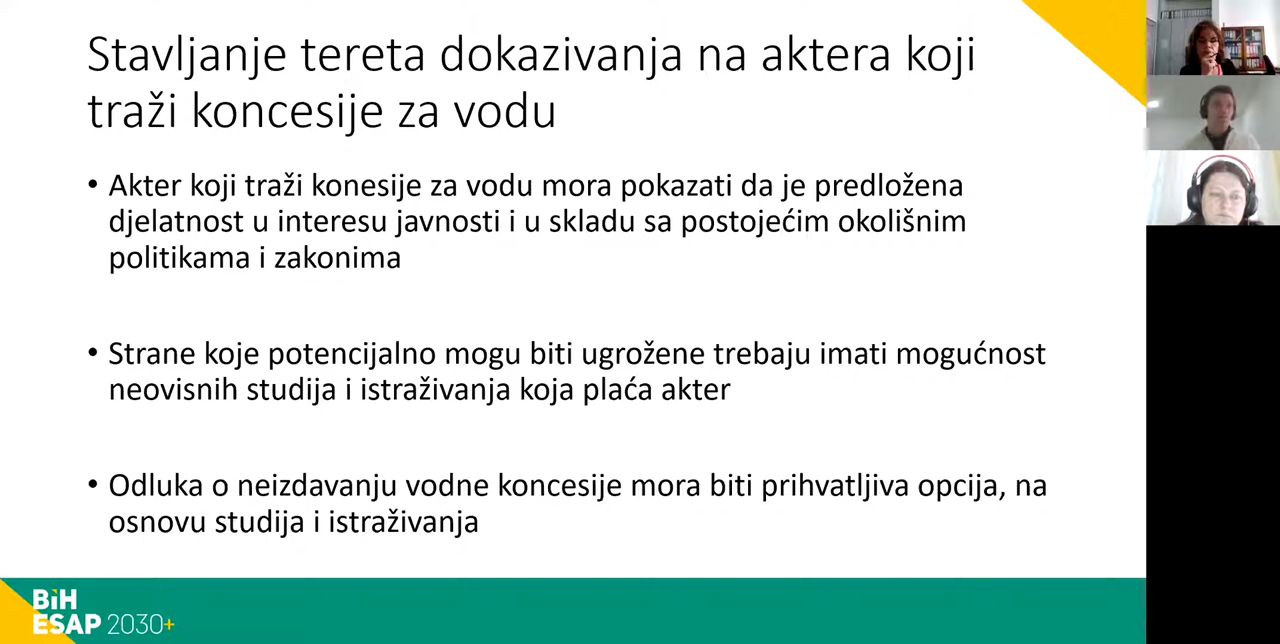 Stavljanje tereta dokazivanja na aktera koji
traži koncesije za vodu
• Akter koji traži konesije za vodu mora pokazati da je predložena
djelatnost u interesu javnosti i u skladu sa postojećim okolišnim
politikama i zakonima
• Strane koje potencijalno mogu biti ugrožene trebaju imati mogućnost
neovisnih studija i istraživanja koja plaća akter
• Odluka o neizdavanju vodne koncesije mora biti prihvatljiva opcija, na
osnovu studija i istraživanja
BiH
ESAP 2030+